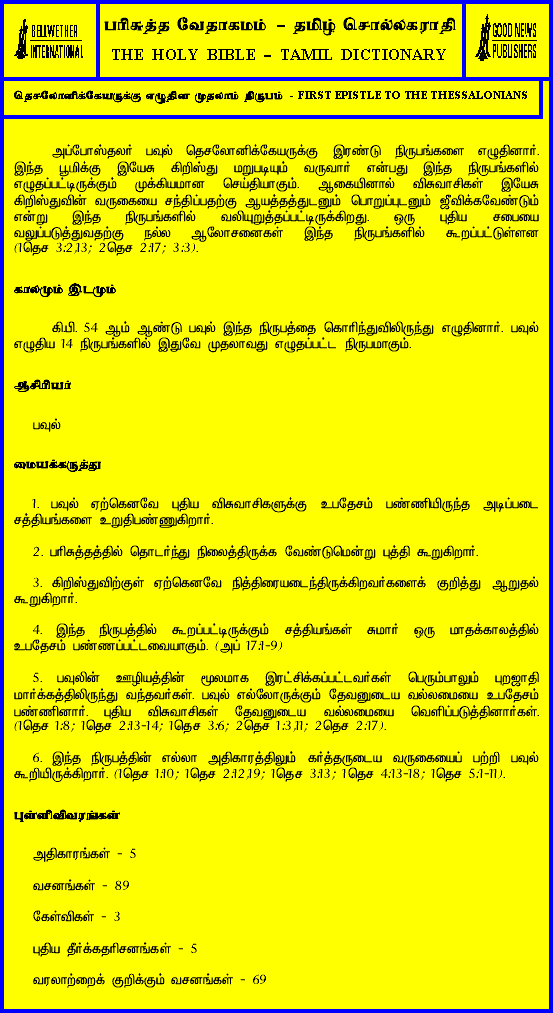 BELLWETHER
INTERNATIONAL
பரிசுத்த வேதாகமம் – தமிழ் சொல்லகராதி
THE HOLY BIBLE – TAMIL DICTIONARY
GOOD NEWS
PUBLISHERS
தெசலோனிக்கேயருக்கு எழுதின முதலாம் நிருபம் - FIRST EPISTLE TO THE THESSALONIANS
அப்போஸ்தலர் பவுல் தெசலோனிக்கேயருக்கு இரண்டு நிருபங்களை எழுதினார்.
இந்த பூமிக்கு இயேசு கிறிஸ்து மறுபடியும் வருவார் என்பது இந்த நிருபங்களில்
எழுதப்பட்டிருக்கும் முக்கியமான செய்தியாகும். ஆகையினால் விசுவாசிகள் இயேசு
கிறிஸ்துவின் வருகையை சந்திப்பதற்கு ஆயத்தத்துடனும் பொறுப்புடனும் ஜீவிக்கவேண்டும்
என்று இந்த நிருபங்களில் வலியுறுத்தப்பட்டிருக்கிறது. ஒரு புதிய சபையை
வலுப்படுத்துவதற்கு நல்ல ஆலோசனைகள் இந்த நிருபங்களில் கூறப்பட்டுள்ளன
(1தெச 3:2,13; 2தெச 2:17; 3:3).
காலமும் இடமும்
கி.பி. 54 ஆம் ஆண்டு பவுல் இந்த நிருபத்தை கொரிந்துவிலிருந்து எழுதினார். பவுல்
எழுதிய 14 நிருபங்களில் இதுவே முதலாவது எழுதப்பட்ட நிருபமாகும்.
ஆசிரியர்
பவுல்
மையக்கருத்து
1. பவுல் ஏற்கெனவே புதிய விசுவாசிகளுக்கு உபதேசம் பண்ணியிருந்த அடிப்படை
சத்தியங்களை உறுதிபண்ணுகிறார்.
2. பரிசுத்தத்தில் தொடர்ந்து நிலைத்திருக்க வேண்டுமென்று புத்தி கூறுகிறார்.
3. கிறிஸ்துவிற்குள் ஏற்கெனவே நித்திரையடைந்திருக்கிறவர்களைக் குறித்து ஆறுதல்
கூறுகிறார்.
4. இந்த நிருபத்தில் கூறப்பட்டிருக்கும் சத்தியங்கள் சுமார் ஒரு மாதக்காலத்தில்
உபதேசம் பண்ணப்பட்டவையாகும். (அப் 17:1-9)
5. பவுலின் ஊழியத்தின் மூலமாக இரட்சிக்கப்பட்டவர்கள் பெரும்பாலும் புறஜாதி
மார்க்கத்திலிருந்து வந்தவர்கள். பவுல் எல்லோருக்கும் தேவனுடைய வல்லமையை உபதேசம்
பண்ணினார். புதிய விசுவாசிகள் தேவனுடைய வல்லமையை வெளிப்படுத்தினார்கள்.
(1தெச 1:8; 1தெச 2:13-14; 1தெச 3:6; 2தெச 1:3,11; 2தெச 2:17).
6. இந்த நிருபத்தின் எல்லா அதிகாரத்திலும் கர்த்தருடைய வருகையைப் பற்றி பவுல்
கூறியிருக்கிறார். (1தெச 1:10; 1தெச 2:12,19; 1தெச 3:13; 1தெச 4:13-18; 1தெச 5:1-11).
புள்ளிவிவரங்கள்
அதிகாரங்கள் - 5
வசனங்கள் - 89
கேள்விகள் - 3
புதிய தீர்க்கதரிசனங்கள் - 5
வரலாற்றைக் குறிக்கும் வசனங்கள் - 69